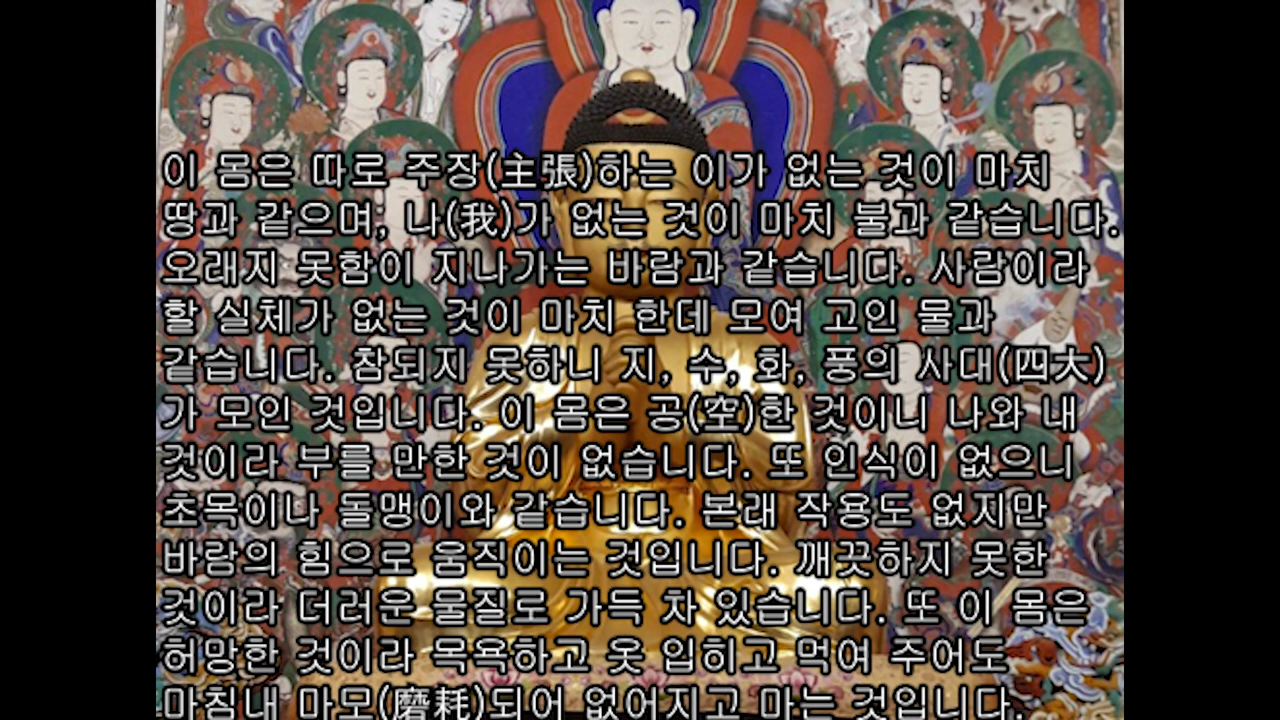 이 몸은 따로 주장(主張)하는 이가 없는 것이 마치
땅과 같으며, 나(我)가 없는 것이 마치 불과 같습니다.
오래지 못함이 지나가는 바람과 같습니다. 사람이라
할 실체가 없는 것이 마치 한데 모여 고인 물과
같습니다. 참되지 못하니 지, 수, 화, 풍의 사대(四大)
가 모인 것입니다. 이 몸은 공(空)한 것이니 나와 내
것이라 부를 만한 것이 없습니다. 또 인식이 없으니
초목이나 돌맹이와 같습니다. 본래 작용도 없지만
바람의 힘으로 움직이는 것입니다. 깨끗하지 못한
것이라 더러운 물질로 가득 차 있습니다. 또 이 몸은
허망한 것이라 목욕하고 옷 입히고 먹여 주어도
마침내 마모(磨耗)되어 없어지고 마는 것입니다.